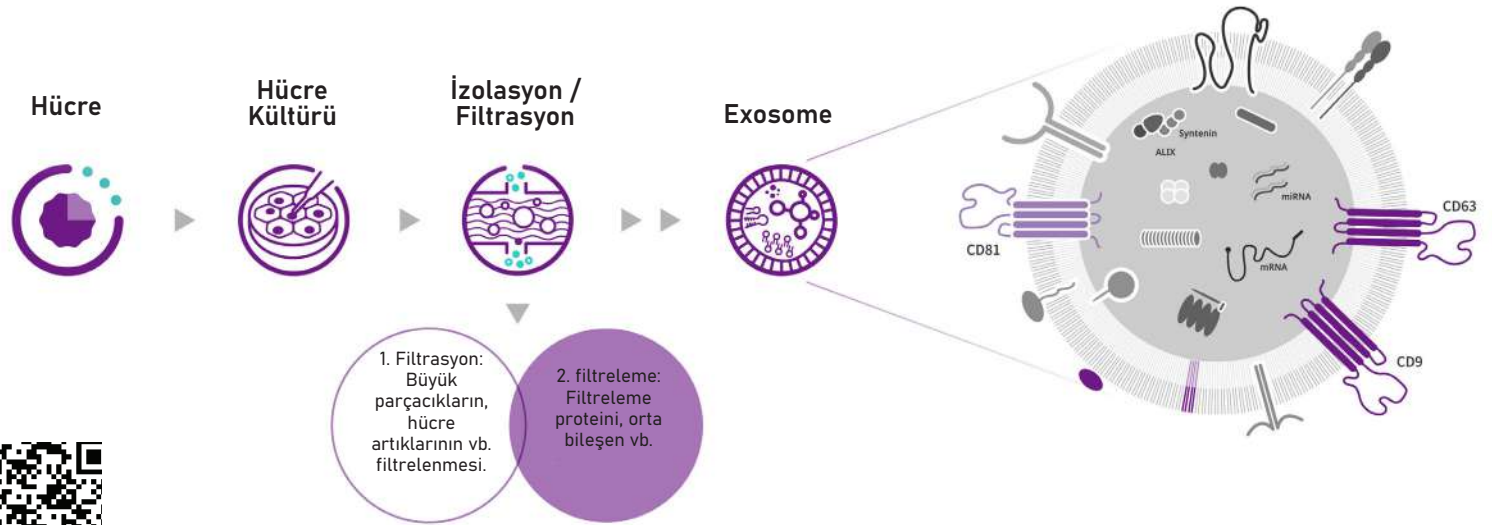 Hücre
Hücre
Kültürü
İzolasyon /
Filtrasyon
Exosome
1. Filtrasyon:
Büyük
parçacıkların,
hücre
artıklarının vb.
filtrelenmesi.
2. filtreleme:
Filtreleme
proteini, orta
bileşen vb.
Syntenin
ALIX
miRNA
mRNA
CD81
CD63
CD9